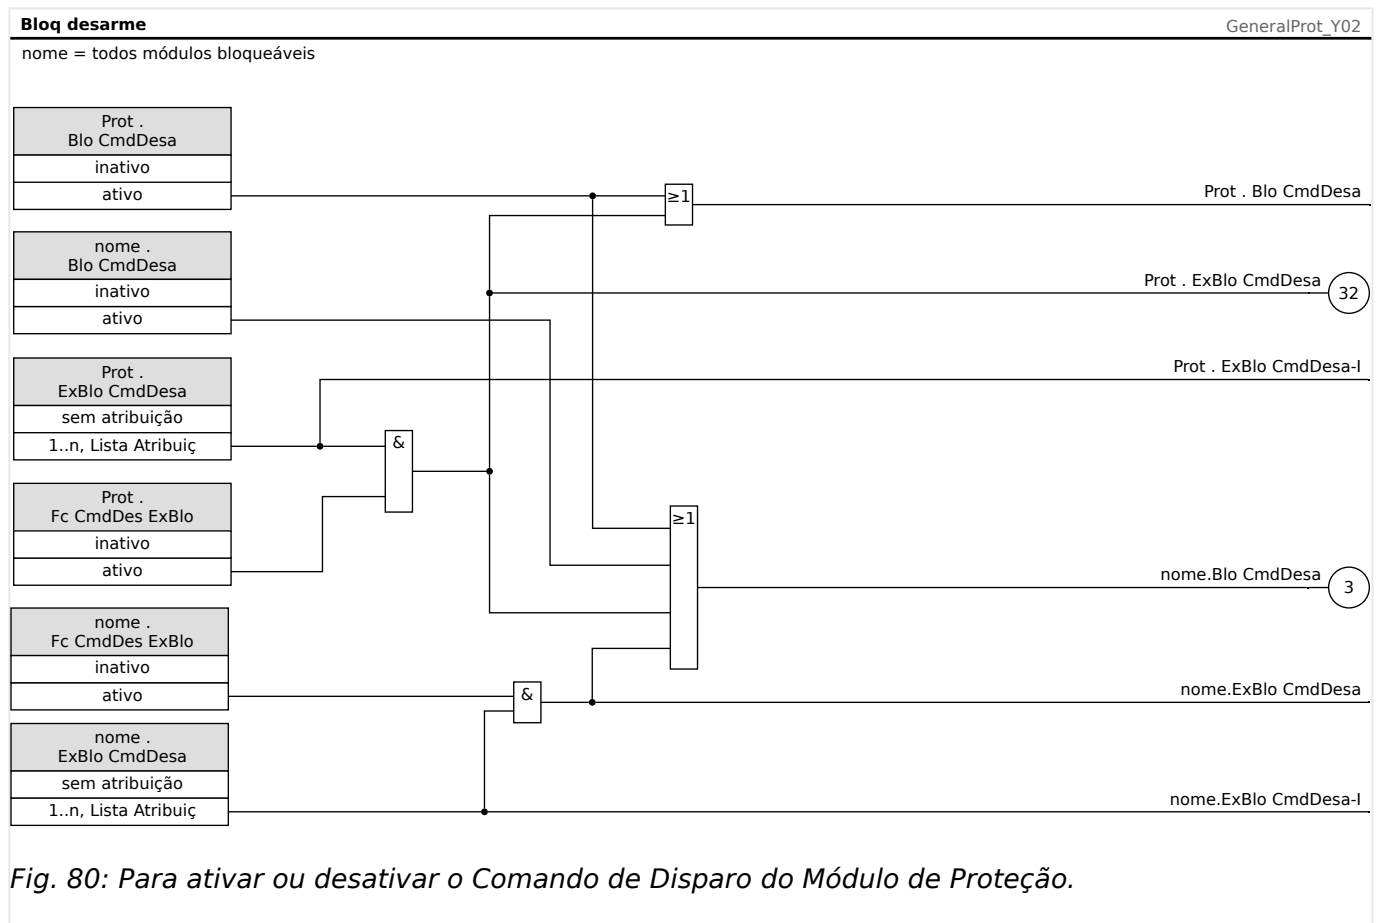 Bloq desarme
GeneralProt_Y02
nome = todos módulos bloqueáveis
Prot .
Blo CmdDesa
inativo
ativo
≥1
Prot . Blo CmdDesa
nome .
Blo CmdDesa
inativo
ativo
Prot . ExBlo CmdDesa
32
Prot .
ExBlo CmdDesa
sem atribuição
1..n, Lista Atribuiç
&
Prot . ExBlo CmdDesa-I
Prot .
Fc CmdDes ExBlo
inativo
ativo
≥1
nome.Blo CmdDesa
3
nome .
Fc CmdDes ExBlo
inativo
ativo
&
nome.ExBlo CmdDesa
nome .
ExBlo CmdDesa
sem atribuição
1..n, Lista Atribuiç
nome.ExBlo CmdDesa-I
Fig. 80: Para ativar ou desativar o Comando de Disparo do Módulo de Proteção.